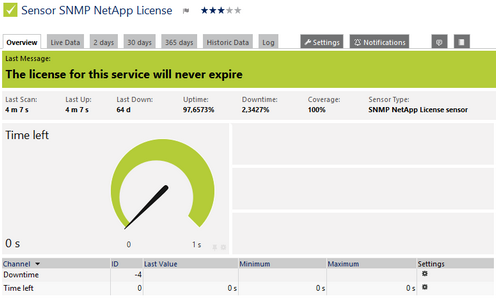 Sensor SNMP NetApp License
Overview Live Data 2 days 30 days 365 days Historic Data Log Settings Notifications
Last Message:
The license for this service will never expire
Last Scan: Last Up: Last Down: Uptime: Downtime: Coverage: Sensor Type:
4 m 7 s 4 m 7 s 64 d 97,6573% 2,3427% 100% SNMP NetApp License sensor
Time left
0 s 0 1 s
Channel ID Last Value Minimum Maximum Settings
Downtime -4
Time left 0 0 s 0 s 0 s